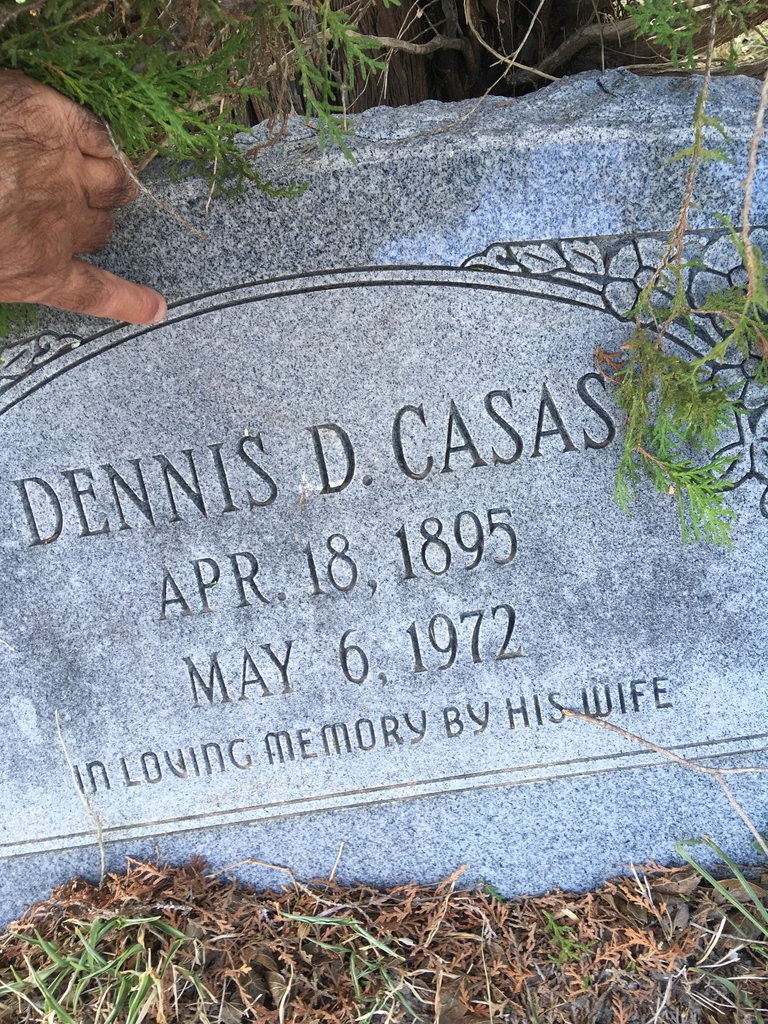 DENNIS D. CASAS
APR. 18, 1895
MAY 6, 1972
IN LOVING MEMORY BY HIS WIFE